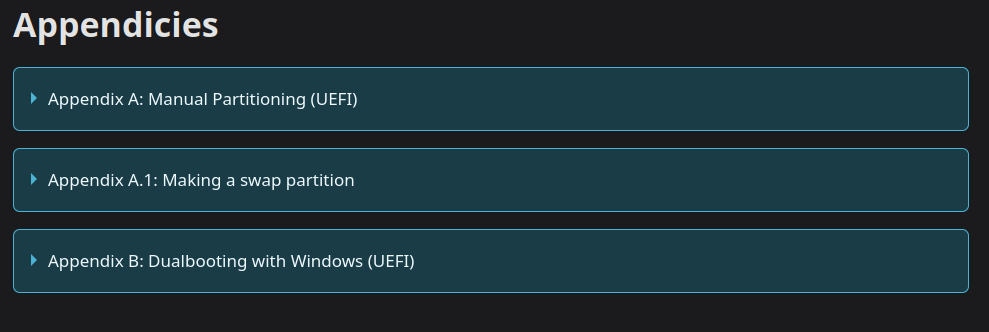 Appendicies
Appendix A: Manual Partitioning (UEFI)
Appendix A.1: Making a swap partition
Appendix B: Dualbooting with Windows (UEFI)